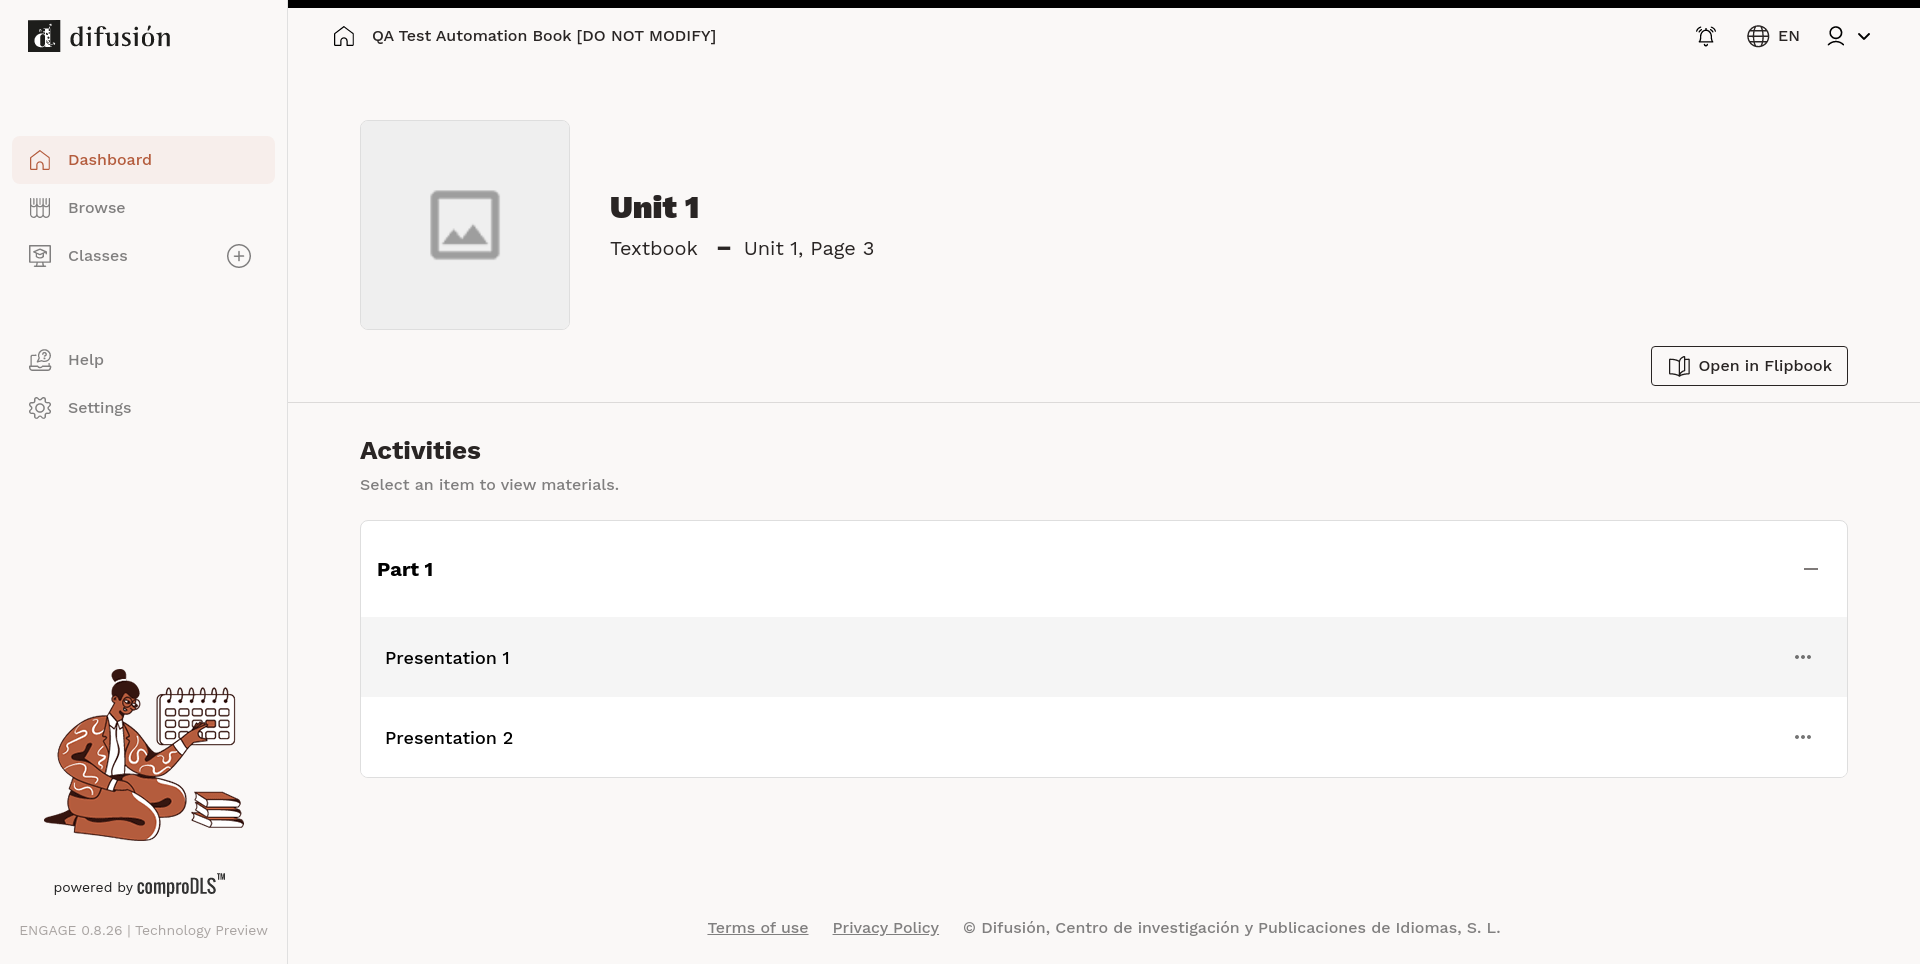 difusión
QA Test Automation Book [DO NOT MODIFY]
EN
Dashboard
Browse
Classes
Help
Settings
Unit 1
Textbook – Unit 1, Page 3
Open in Flipbook
Activities
Select an item to view materials.
Part 1
Presentation 1
Presentation 2
powered by comproDLS™
ENGAGE 0.8.26 | Technology Preview
Terms of use Privacy Policy © Difusión, Centro de investigación y Publicaciones de Idiomas, S. L.